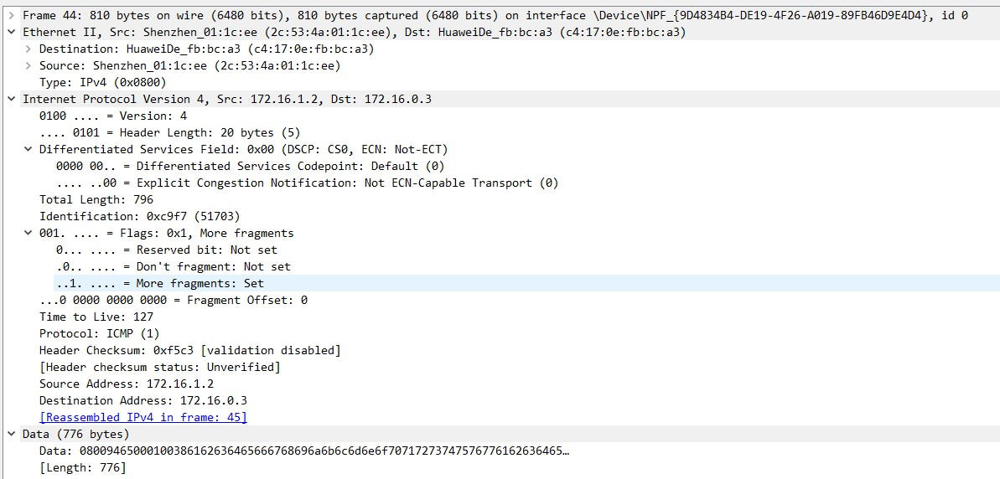 Frame 44: 810 bytes on wire (6480 bits), 810 bytes captured (6480 bits) on interface \Device\NPF_{9D4834B4-DE19-4F26-A019-89FB46D9E4D4}, id 0
Ethernet II, Src: Shenzhen_01:1c:ee (2c:53:4a:01:1c:ee), Dst: HuaweiDe_fb:bc:a3 (c4:17:0e:fb:bc:a3)
Destination: HuaweiDe_fb:bc:a3 (c4:17:0e:fb:bc:a3)
Source: Shenzhen_01:1c:ee (2c:53:4a:01:1c:ee)
Type: IPv4 (0x0800)
Internet Protocol Version 4, Src: 172.16.1.2, Dst: 172.16.0.3
0100 .... = Version: 4
.... 0101 = Header Length: 20 bytes (5)
Differentiated Services Field: 0x00 (DSCP: CS0, ECN: Not-ECT)
0000 00.. = Differentiated Services Codepoint: Default (0)
.... ..00 = Explicit Congestion Notification: Not ECN-Capable Transport (0)
Total Length: 796
Identification: 0xc9f7 (51703)
001. .... = Flags: 0x1, More fragments
0... .... = Reserved bit: Not set
.0.. .... = Don't fragment: Not set
..1. .... = More fragments: Set
...0 0000 0000 0000 = Fragment Offset: 0
Time to Live: 127
Protocol: ICMP (1)
Header Checksum: 0xf5c3 [validation disabled]
[Header checksum status: Unverified]
Source Address: 172.16.1.2
Destination Address: 172.16.0.3
[Reassembled IPv4 in frame: 45]
Data (776 bytes)
Data: 08009465000100386162636465666768696a6b6c6d6e6f7071727374757677616263646​5…
[Length: 776]